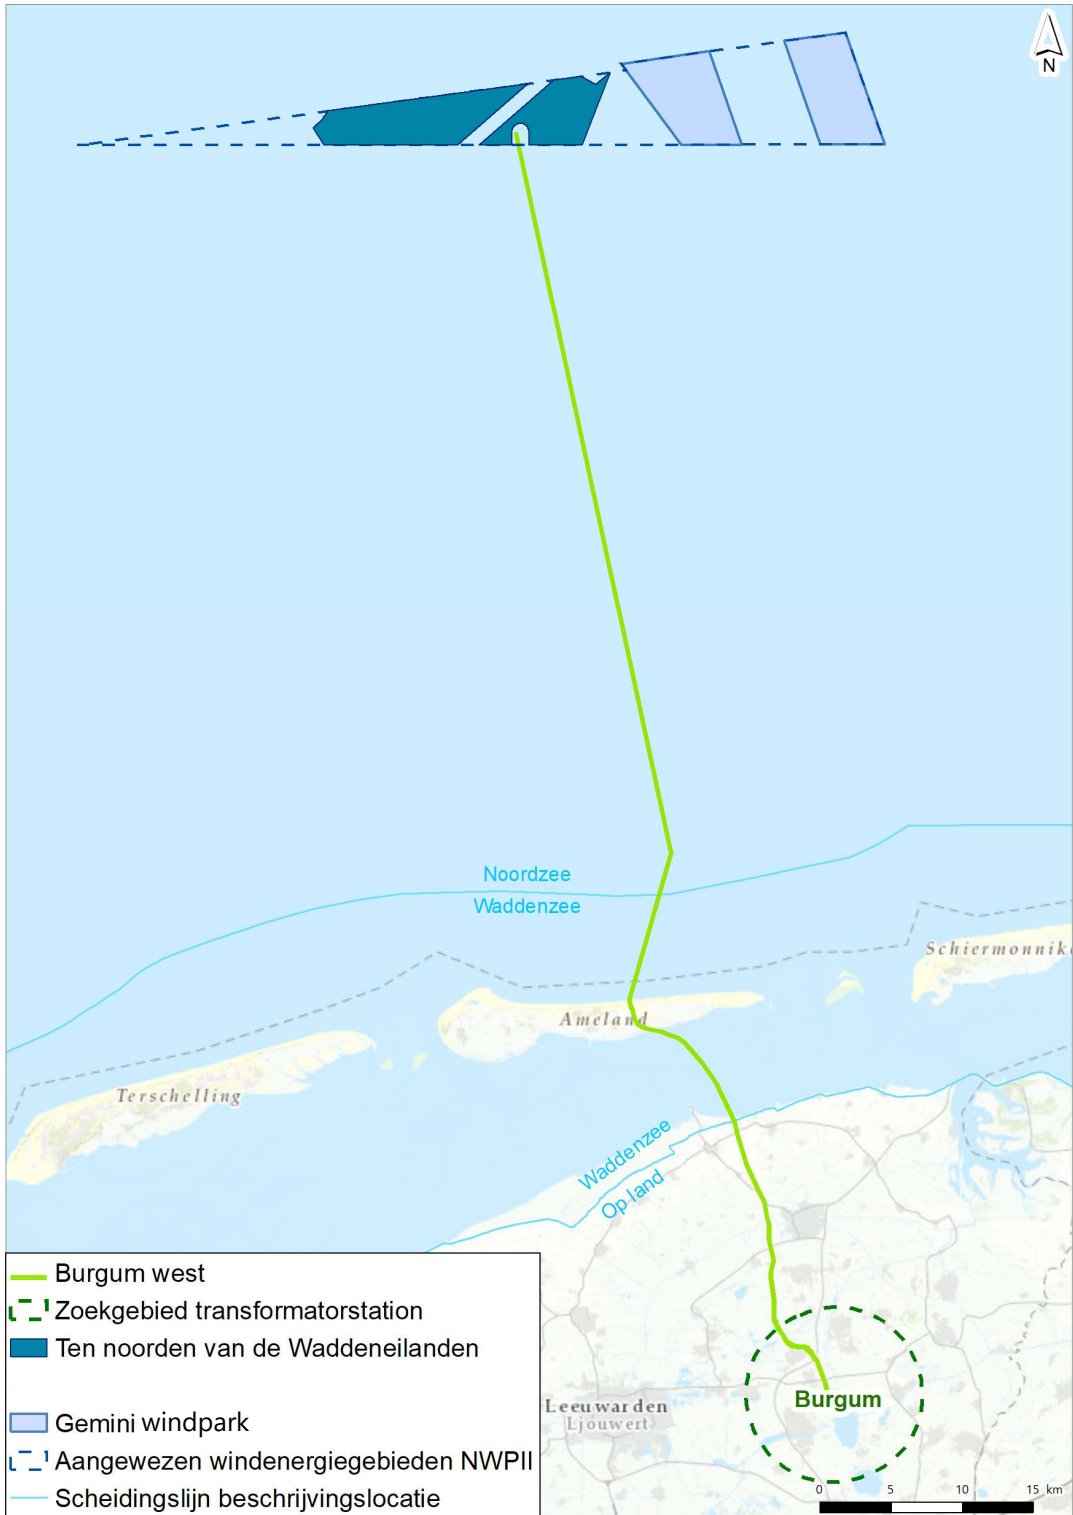 N
Noordzee
Waddenzee
Schiermonnik
Ameland
Terschelling
Waddenzee
Op land
Burgum west
Zoekgebied transformatorstation
Ten noorden van de Waddeneilanden
Gemini windpark
Aangewezen windenergiegebieden NWPII
Scheidingslijn beschrijvingslocatie
Leeuwarden
Ljouwert
Burgum
0 5 10 15 km